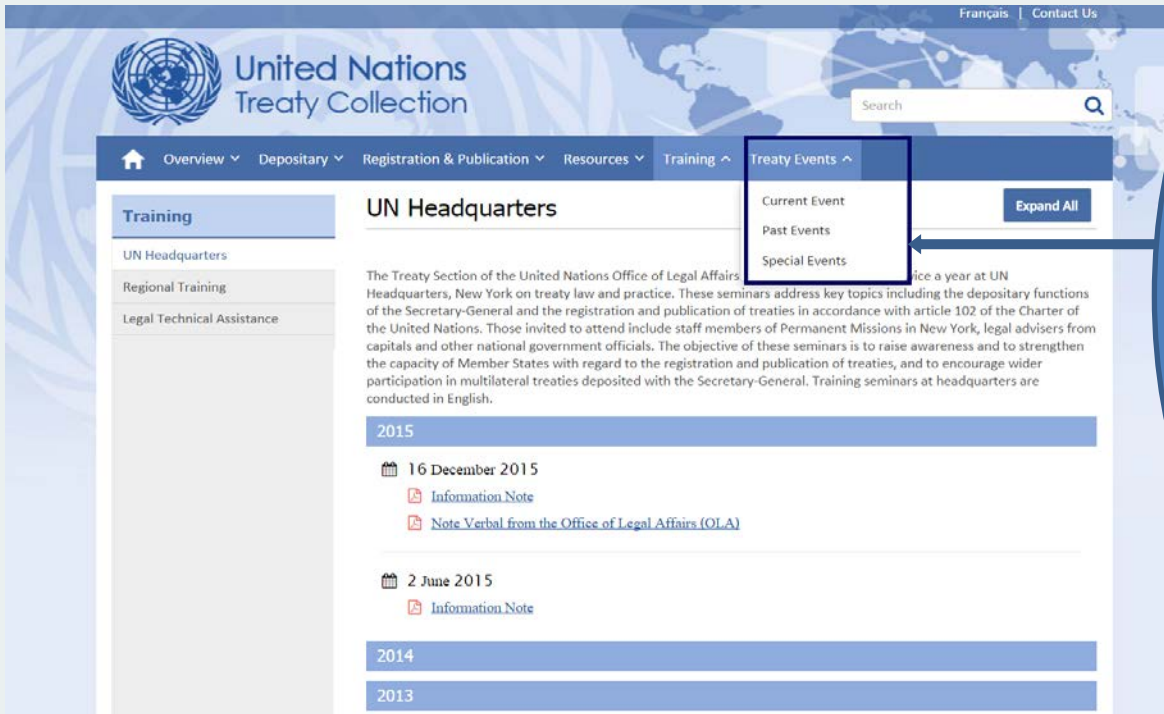 Français | Contact Us
United Nations
Treaty Collection
Search
Overview Depositary Registration & Publication Resources Training Treaty Events
Current Event
Past Events
Special Events
Training
UN Headquarters
Regional Training
Legal Technical Assistance
UN Headquarters
Expand All
The Treaty Section of the United Nations Office of Legal Affairs a year at UN
Headquarters, New York on treaty law and practice. These seminars address key topics including the depositary functions
of the Secretary-General and the registration and publication of treaties in accordance with article 102 of the Charter of
the United Nations. Those invited to attend include staff members of Permanent Missions in New York, legal advisers from
capitals and other national government officials. The objective of these seminars is to raise awareness and to strengthen
the capacity of Member States with regard to the registration and publication of treaties, and to encourage wider
participation in multilateral treaties deposited with the Secretary-General. Training seminars at headquarters are
conducted in English.
2015
16 December 2015
Information Note
Note Verbal from the Office of Legal Affairs (OLA)
2 June 2015
Information Note
2014
2013